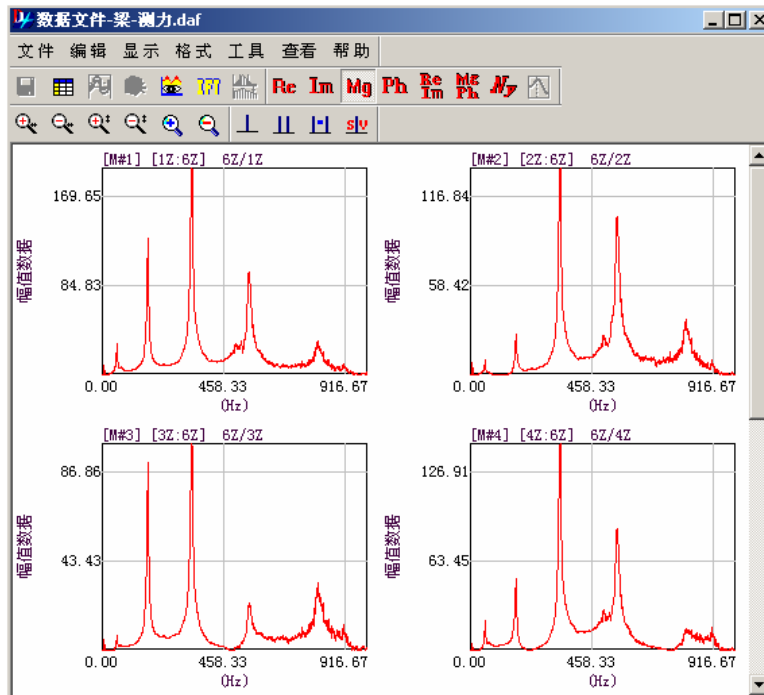 数据文件-梁-测力.daf
文件 编辑 显示 格式 工具 查看 帮助
Re Im Mg Ph Re Im Mg Ph Ny
s|v
[M#1] [1Z:6Z] 6Z/1Z
169.65
84.83
幅值数据
0.00 458.33 916.67
(Hz)
[M#2] [2Z:6Z] 6Z/2Z
116.84
58.42
幅值数据
0.00 458.33 916.67
(Hz)
[M#3] [3Z:6Z] 6Z/3Z
86.86
43.43
幅值数据
0.00 458.33 916.67
(Hz)
[M#4] [4Z:6Z] 6Z/4Z
126.91
63.45
幅值数据
0.00 458.33 916.67
(Hz)